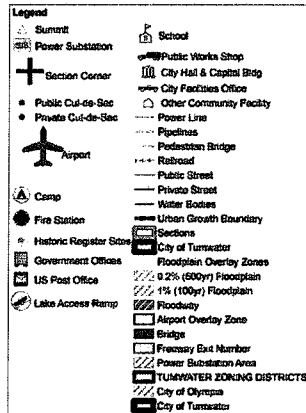 Legend
Summit
Power Substation
Section Corner
Public Cul-de-Sac
Private Cul-de-Sac
Airport
Camp
Fire Station
Historic Register Sites
Government Offices
US Post Office
Lake Access Ramp
School
Public Works Shop
City Hall & Capital Bldg
City Facilities Office
Other Community Facility
Power Line
Pipelines
Pedestrian Bridge
Railroad
Public Street
Private Street
Water Bodies
Urban Growth Boundary
Sections
City of Tumwater
Floodplain Overlay Zones
0.2% (500yr) Floodplain
1% (100yr) Floodplain
Floodway
Airport Overlay Zone
Bridge
Freeway Exit Number
Power Substation Area
TUMWATER ZONING DISTRICTS
City of Olympia
City of Tumwater